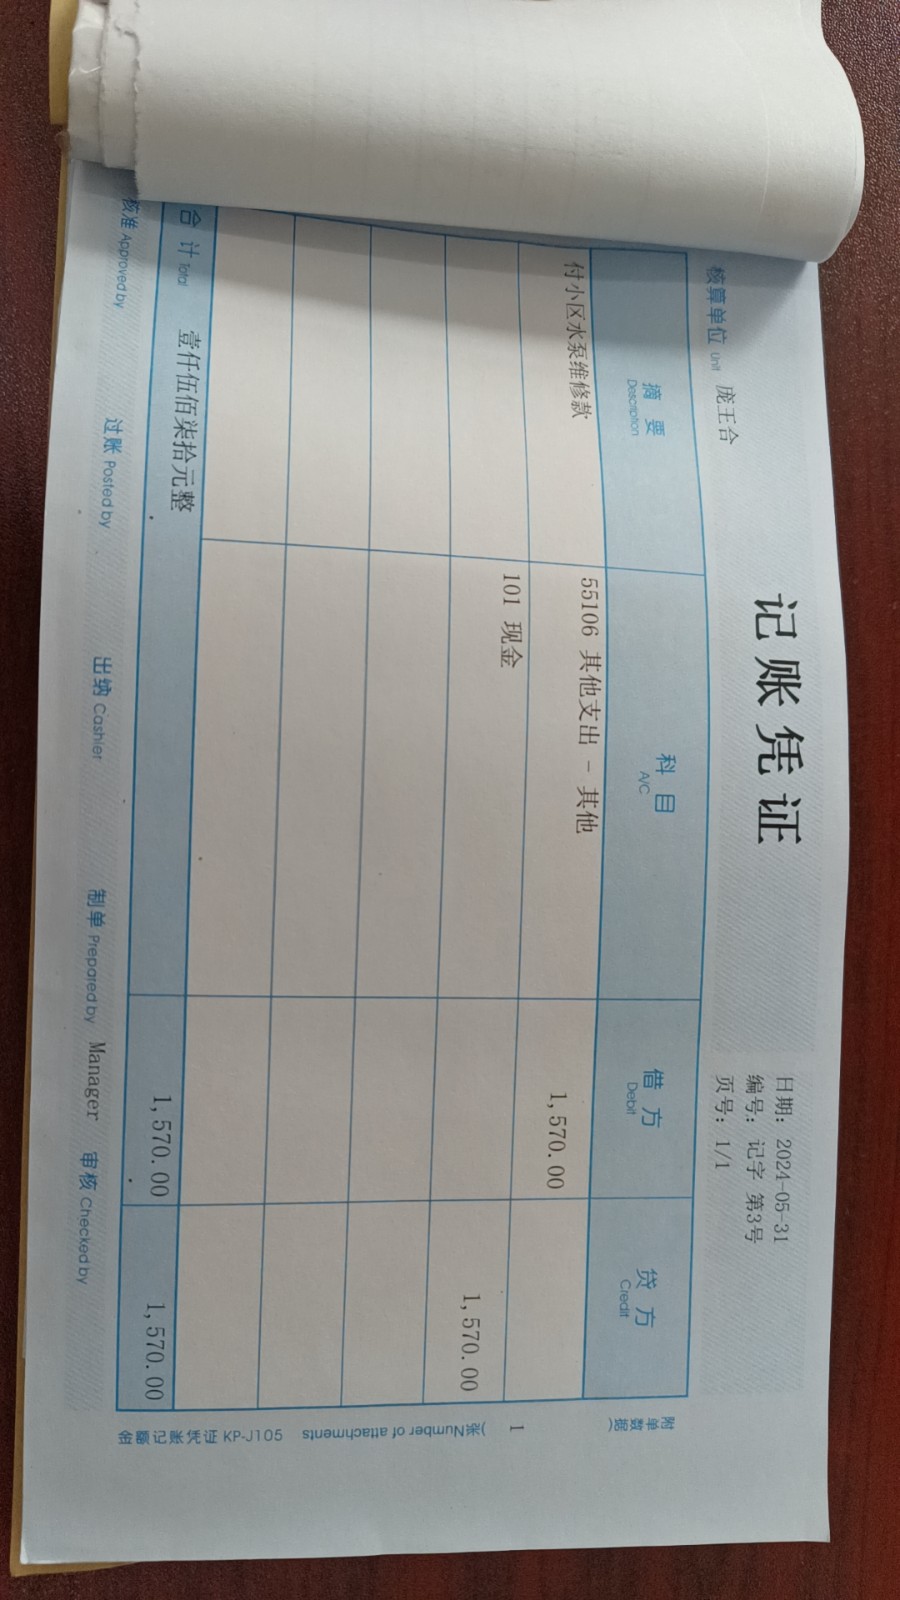 记账凭证
日期: 2024-05-31
编号: 记字 第3号
页号: 1/1
核算单位 Unit 庞王合
摘要 Description 科目 A/C 借方 Debit 贷方 Credit
付小区水泵维修款 55106 其他支出 - 其他 1,570.00
101 现金 1,570.00
合计 Total 壹仟伍佰柒拾元整 1,570.00 1,570.00
核准 Approved by 过账 Posted by 出纳 Cashier 制单 Prepared by Manager 审核 Checked by
附单数据( 1 )张 Number of attachments
金额记账凭证 KP-J105